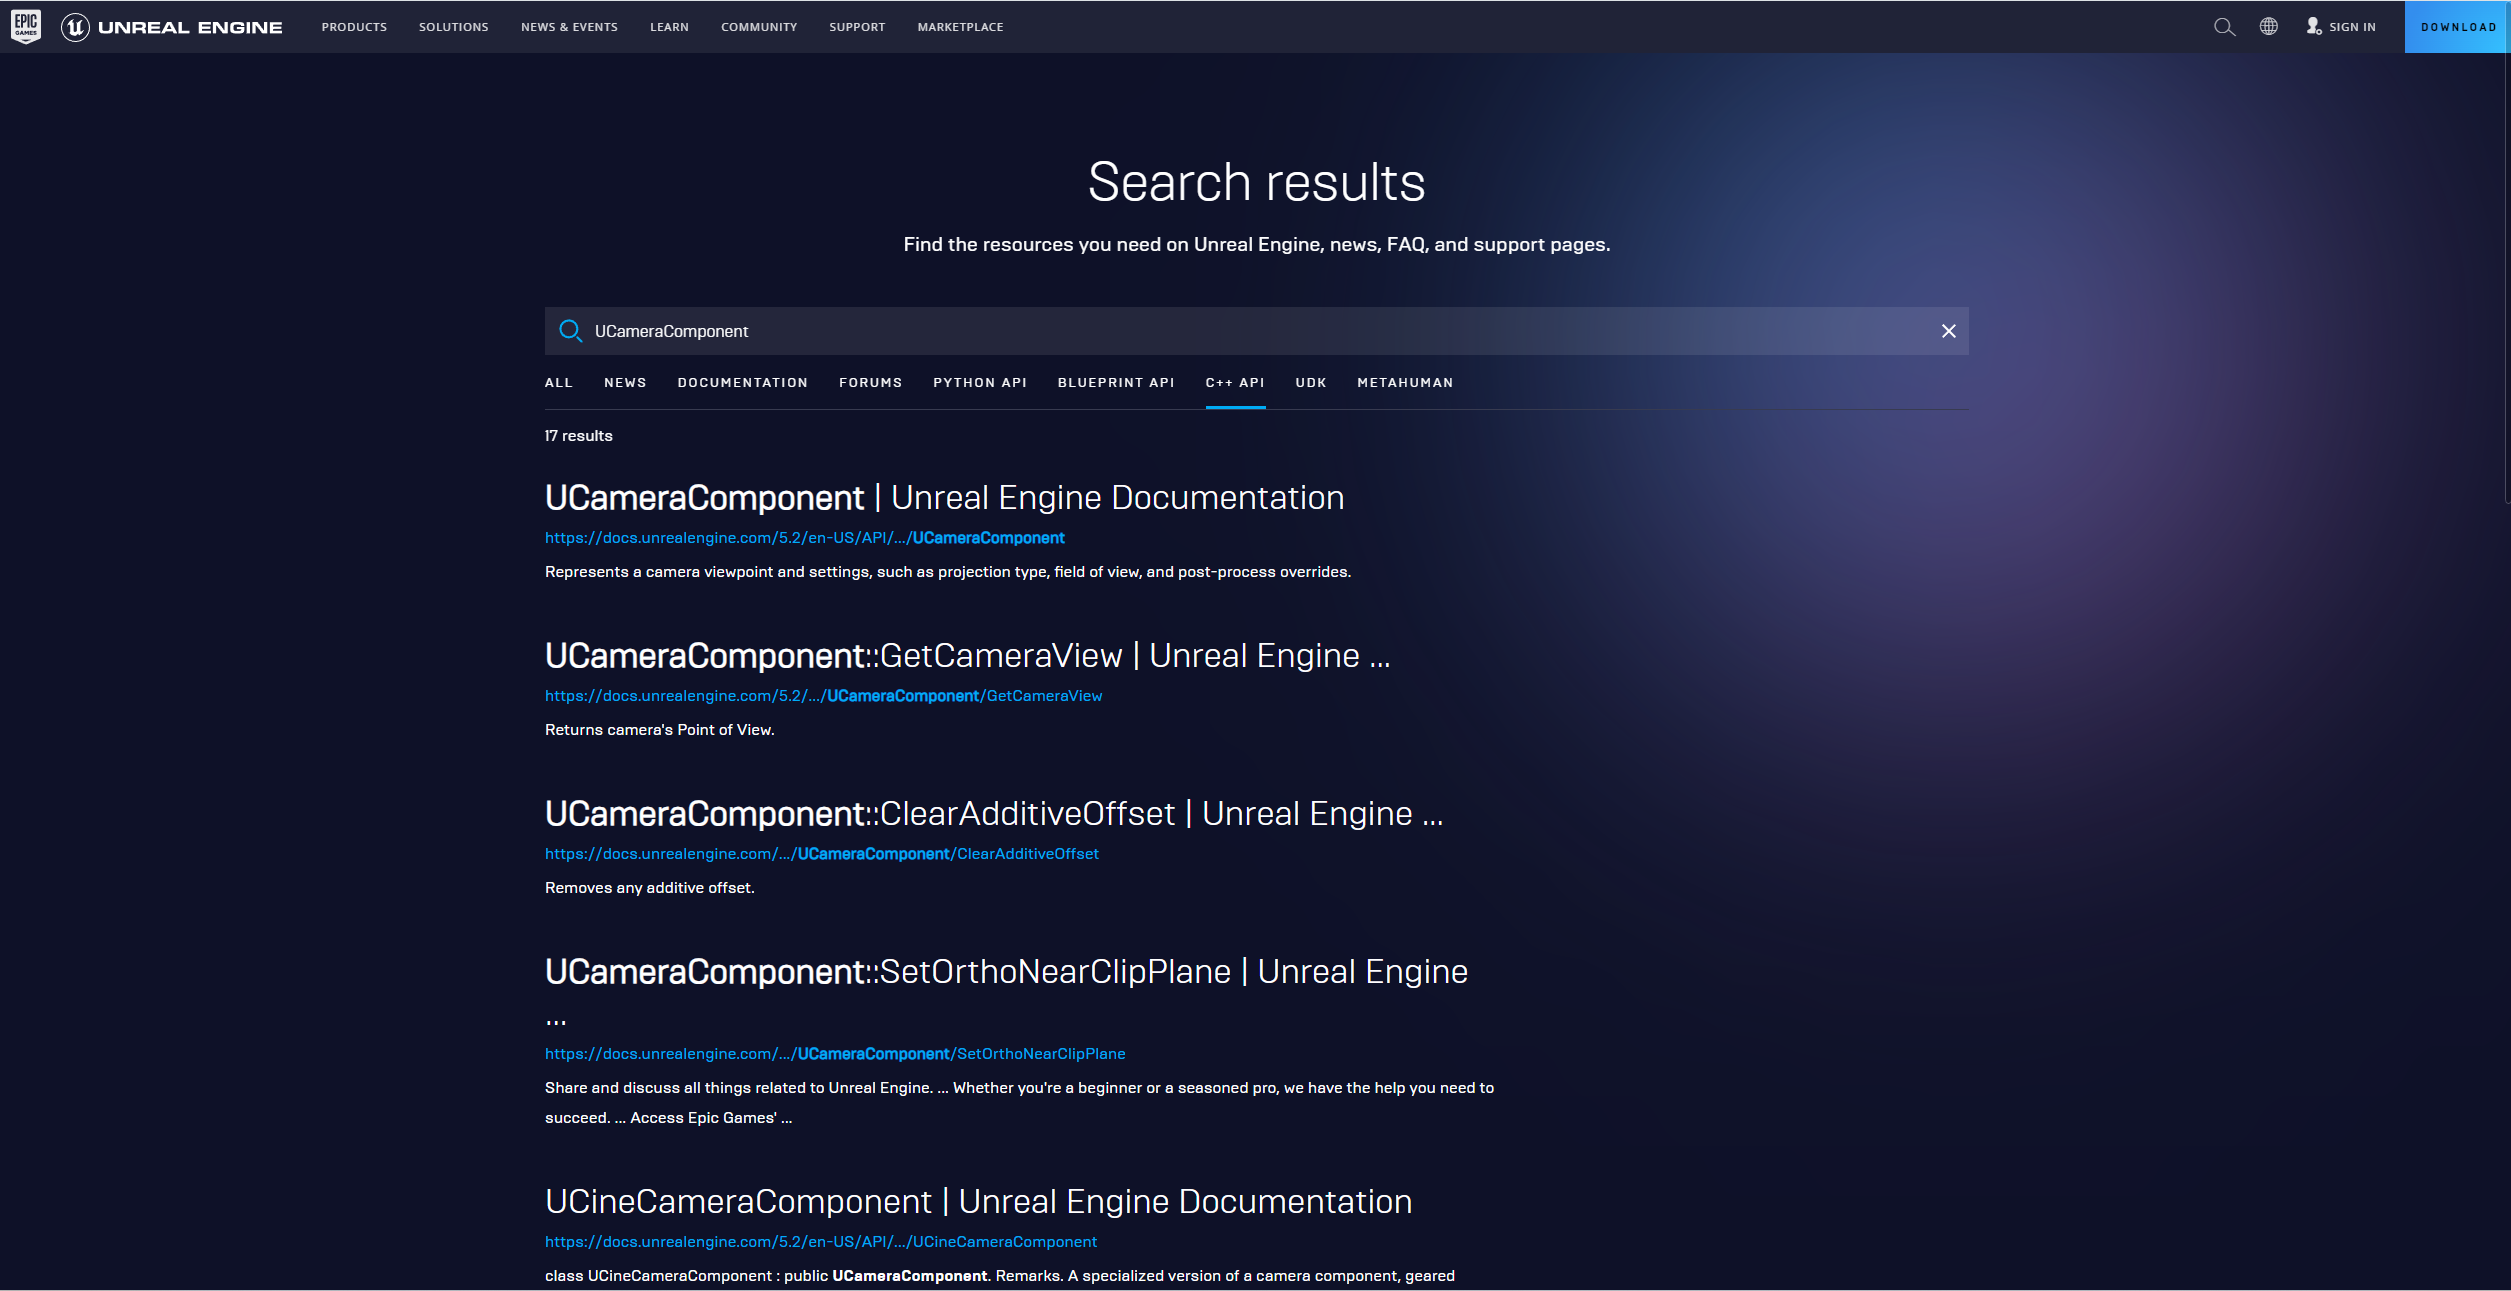 EPIC GAMES
UNREAL ENGINE
PRODUCTS SOLUTIONS NEWS & EVENTS LEARN COMMUNITY SUPPORT MARKETPLACE SIGN IN DOWNLOAD
Search results
Find the resources you need on Unreal Engine, news, FAQ, and support pages.
UCameraComponent
ALL NEWS DOCUMENTATION FORUMS PYTHON API BLUEPRINT API C++ API UDK METAHUMAN
17 results
UCameraComponent | Unreal Engine Documentation
https://docs.unrealengine.com/5.2/en-US/API/.../UCameraComponent
Represents a camera viewpoint and settings, such as projection type, field of view, and post-process overrides.
UCameraComponent::GetCameraView | Unreal Engine ...
https://docs.unrealengine.com/5.2/.../UCameraComponent/GetCameraView
Returns camera's Point of View.
UCameraComponent::ClearAdditiveOffset | Unreal Engine ...
https://docs.unrealengine.com/.../UCameraComponent/ClearAdditiveOffset
Removes any additive offset.
UCameraComponent::SetOrthoNearClipPlane | Unreal Engine
...
https://docs.unrealengine.com/.../UCameraComponent/SetOrthoNearClipPlane
Share and discuss all things related to Unreal Engine. ... Whether you're a beginner or a seasoned pro, we have the help you need to
succeed. ... Access Epic Games' ...
UCineCameraComponent | Unreal Engine Documentation
https://docs.unrealengine.com/5.2/en-US/API/.../UCineCameraComponent
class UCineCameraComponent : public UCameraComponent. Remarks. A specialized version of a camera component, geared